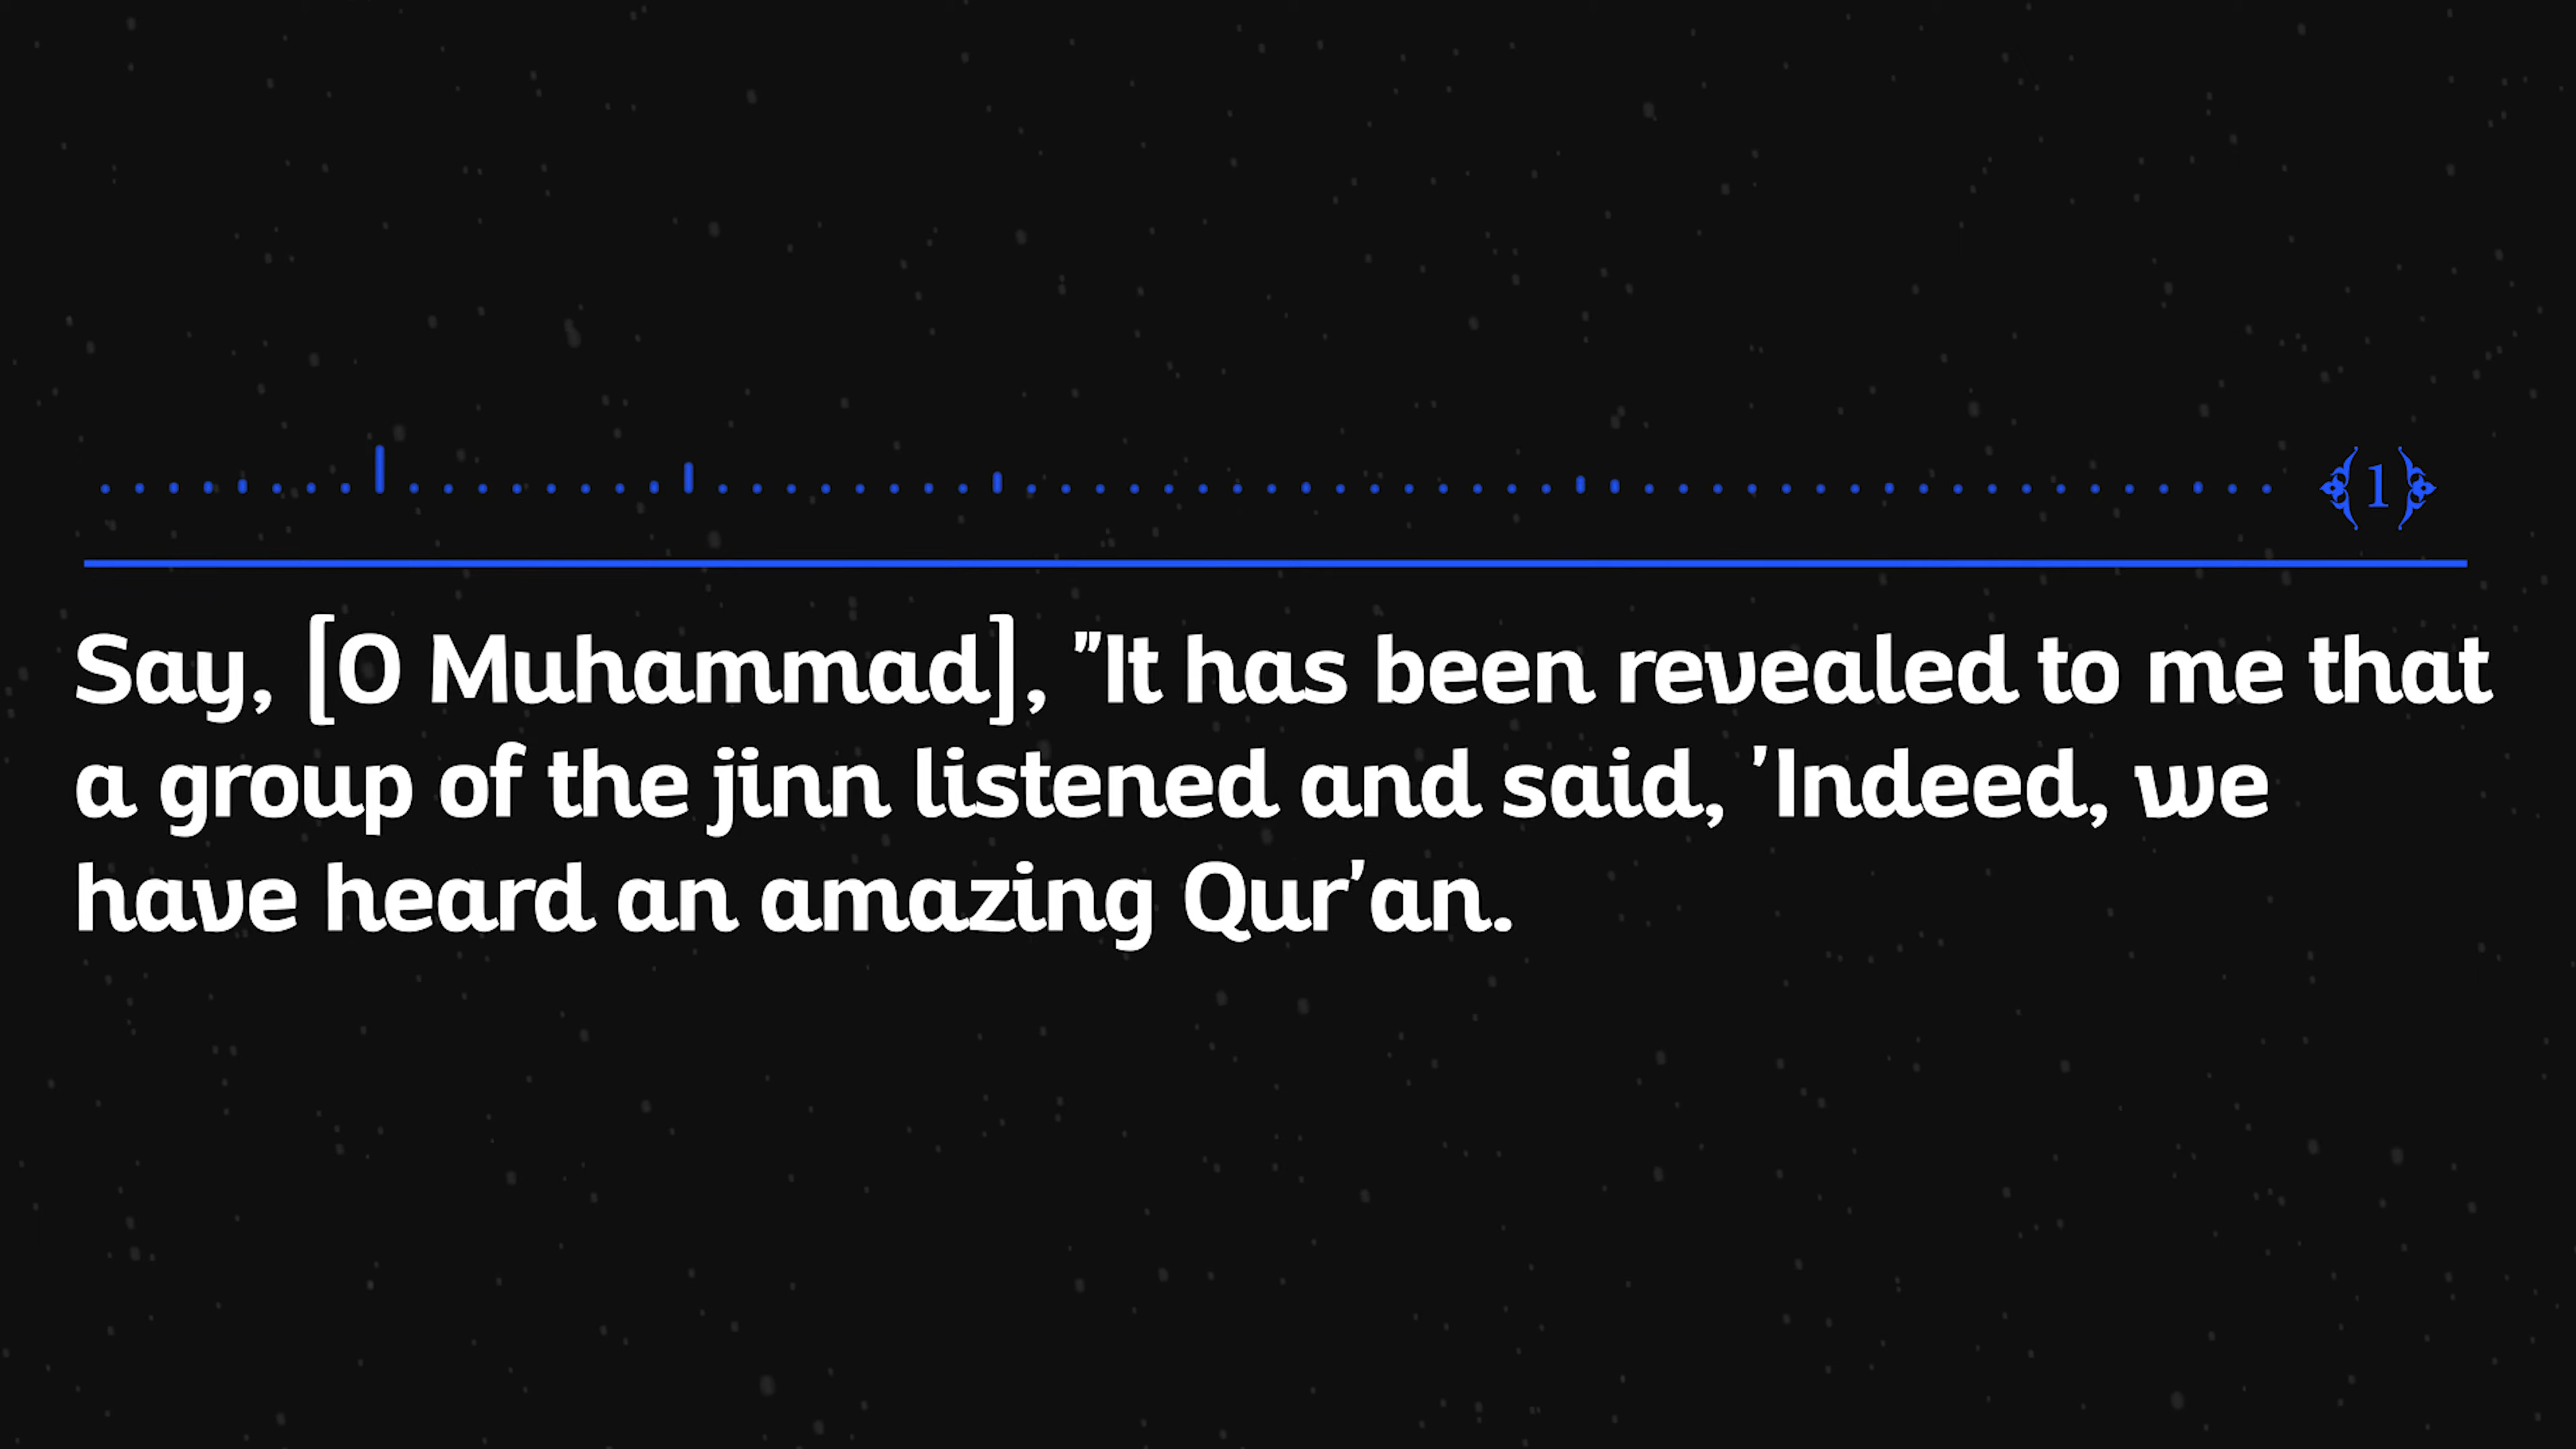 ﴾1﴿
Say, [O Muhammad], "It has been revealed to me that
a group of the jinn listened and said, 'Indeed, we
have heard an amazing Qur'an.